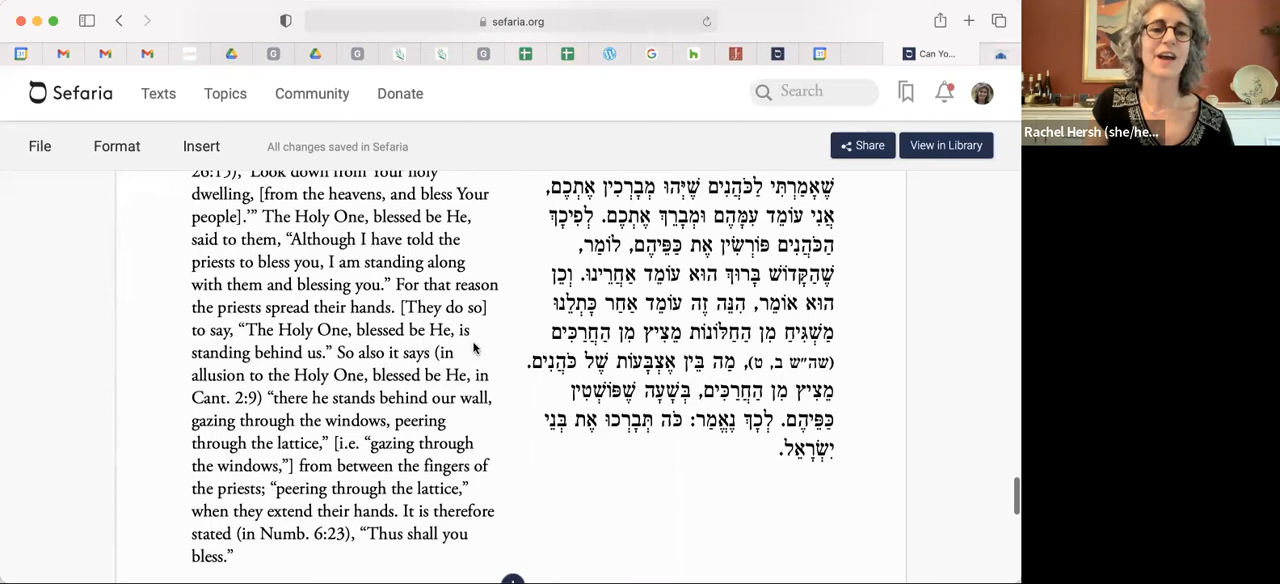 sefaria.org
Can Yo...
Sefaria
Texts
Topics
Community
Donate
Search
File
Format
Insert
All changes saved in Sefaria
Share
View in Library
26:15), 'Look down from Your holy
dwelling, [from the heavens, and bless Your
people].'” The Holy One, blessed be He,
said to them, “Although I have told the
priests to bless you, I am standing along
with them and blessing you.” For that reason
the priests spread their hands. [They do so]
to say, “The Holy One, blessed be He, is
standing behind us.” So also it says (in
allusion to the Holy One, blessed be He, in
Cant. 2:9) “there he stands behind our wall,
gazing through the windows, peering
through the lattice,” [i.e. “gazing through
the windows,”] from between the fingers of
the priests; “peering through the lattice,”
when they extend their hands. It is therefore
stated (in Numb. 6:23), “Thus shall you
bless.”
שֶׁאָמַרְתִּי לַכֹּהֲנִים שֶׁיְּהוּ מְבָרְכִין אֶתְכֶם,
אֲנִי עוֹמֵד עִמָּהֶם וּמְבָרֵךְ אֶתְכֶם. לְפִיכָךְ
הַכֹּהֲנִים פּוֹרְשִׂין אֶת כַּפֵּיהֶם, לוֹמַר,
שֶׁהַקָּדוֹשׁ בָּרוּךְ הוּא עוֹמֵד אַחֲרֵינוּ. וְכֵן
הוּא אוֹמֵר, הִנֵּה זֶה עוֹמֵד אַחַר כָּתְלֵנוּ
מַשְׁגִּיחַ מִן הַחַלּוֹנוֹת מֵצִיץ מִן הַחֲרַכִּים
(שה״ש ב, ט), מַה בֵּין אֶצְבָּעוֹת שֶׁל כֹּהֲנִים.
מֵצִיץ מִן הַחֲרַכִּים, בְּשָׁעָה שֶׁפּוֹשְׁטִין
כַּפֵּיהֶם. לְכָךְ נֶאֱמַר: כֹּה תְּבָרְכוּ אֶת בְּנֵי
יִשְׂרָאֵל.
Rachel Hersh (she/he...